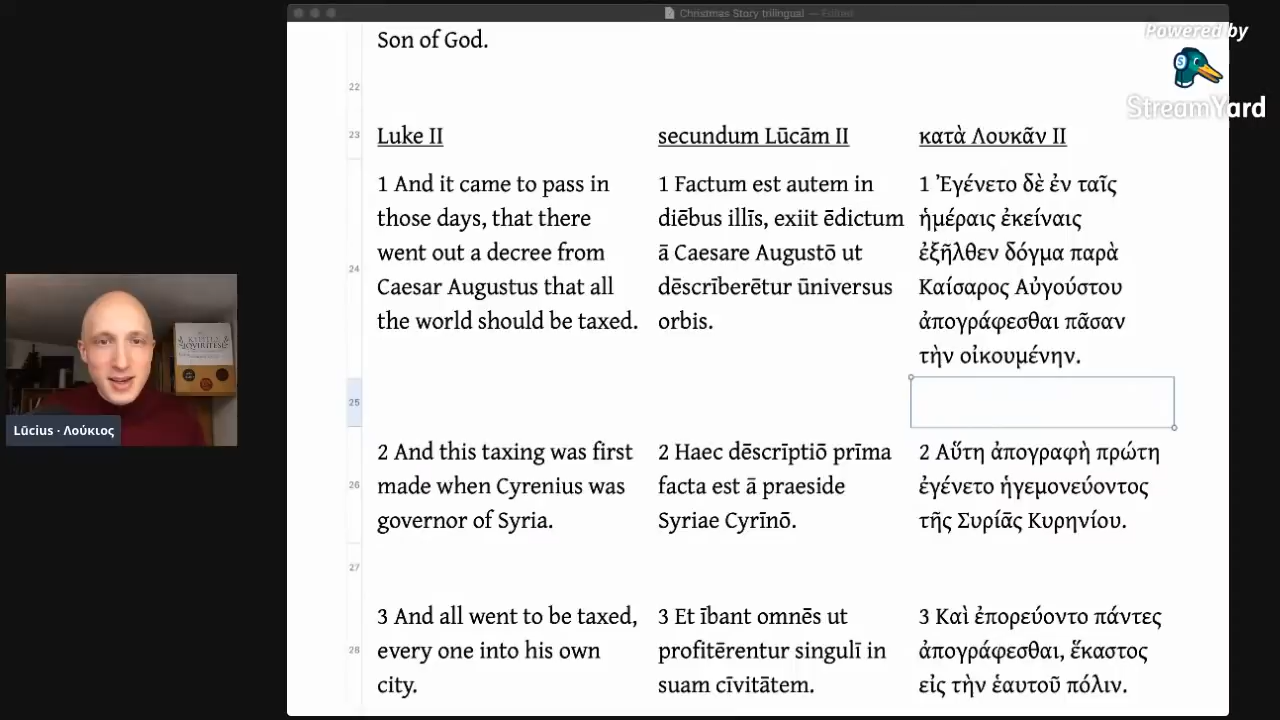 Christmas Story trilingual — Edited
Powered by
StreamYard
Son of God.
22
23
Luke II
secundum Lūcām II
κατὰ Λουκᾶν II
24
1 And it came to pass in
those days, that there
went out a decree from
Caesar Augustus that all
the world should be taxed.
1 Factum est autem in
diēbus illīs, exiit ēdictum
ā Caesare Augustō ut
dēscrīberētur ūniversus
orbis.
1 Ἐγένετο δὲ ἐν ταῖς
ἡμέραις ἐκείναις
ἐξῆλθεν δόγμα παρὰ
Καίσαρος Αὐγούστου
ἀπογράφεσθαι πᾶσαν
τὴν οἰκουμένην.
25
26
2 And this taxing was first
made when Cyrenius was
governor of Syria.
2 Haec dēscrīptiō prīma
facta est ā praeside
Syriae Cyrīnō.
2 Αὕτη ἀπογραφὴ πρώτη
ἐγένετο ἡγεμονεύοντος
τῆς Συρίᾱς Κυρηνίου.
27
28
3 And all went to be taxed,
every one into his own
city.
3 Et ībant omnēs ut
profitērentur singulī in
suam cīvitātem.
3 Καὶ ἐπορεύοντο πάντες
ἀπογράφεσθαι, ἕκαστος
εἰς τὴν ἑαυτοῦ πόλιν.
Lūcius · Λούκιος